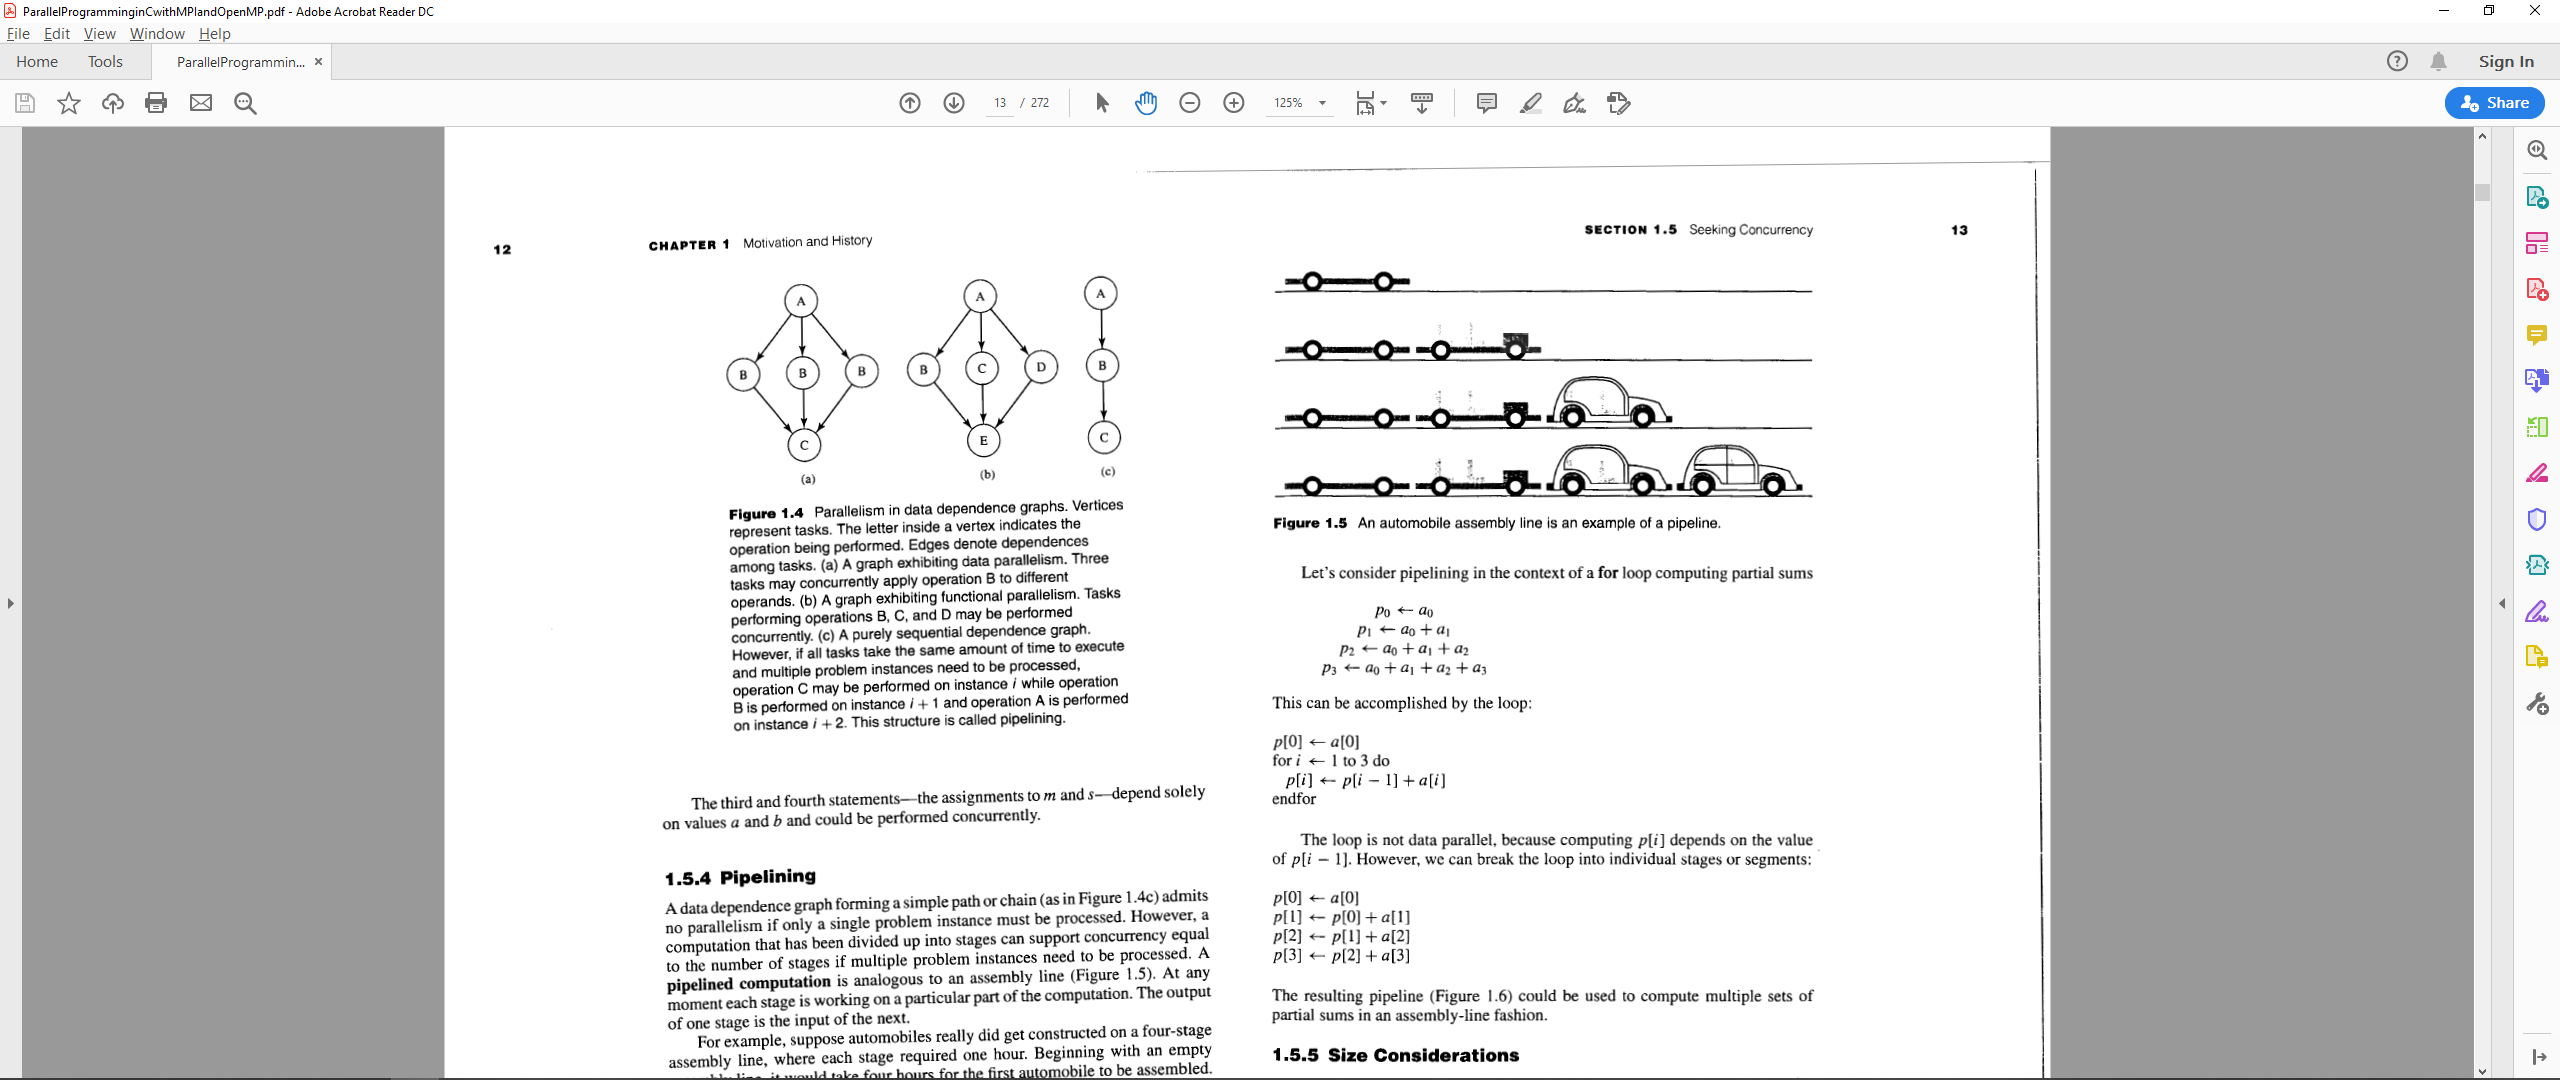 ParallelProgramminginCwithMPIandOpenMP.pdf - Adobe Acrobat Reader DC
File Edit View Window Help
Home Tools ParallelProgrammin... ×
Sign In
13 / 272
125%
Share
12 CHAPTER 1 Motivation and History
A A A
B B B B C D B
C E C
(a) (b) (c)
Figure 1.4 Parallelism in data dependence graphs. Vertices
represent tasks. The letter inside a vertex indicates the
operation being performed. Edges denote dependences
among tasks. (a) A graph exhibiting data parallelism. Three
tasks may concurrently apply operation B to different
operands. (b) A graph exhibiting functional parallelism. Tasks
performing operations B, C, and D may be performed
concurrently. (c) A purely sequential dependence graph.
However, if all tasks take the same amount of time to execute
and multiple problem instances need to be processed,
operation C may be performed on instance i while operation
B is performed on instance i + 1 and operation A is performed
on instance i + 2. This structure is called pipelining.
The third and fourth statements—the assignments to m and s—depend solely
on values a and b and could be performed concurrently.
1.5.4 Pipelining
A data dependence graph forming a simple path or chain (as in Figure 1.4c) admits
no parallelism if only a single problem instance must be processed. However, a
computation that has been divided up into stages can support concurrency equal
to the number of stages if multiple problem instances need to be processed. A
pipelined computation is analogous to an assembly line (Figure 1.5). At any
moment each stage is working on a particular part of the computation. The output
of one stage is the input of the next.
For example, suppose automobiles really did get constructed on a four-stage
assembly line, where each stage required one hour. Beginning with an empty
line, it would take four hours for the first automobile to be assembled.
SECTION 1.5 Seeking Concurrency 13
Figure 1.5 An automobile assembly line is an example of a pipeline.
Let's consider pipelining in the context of a for loop computing partial sums
p0 ← a0
p1 ← a0 + a1
p2 ← a0 + a1 + a2
p3 ← a0 + a1 + a2 + a3
This can be accomplished by the loop:
p[0] ← a[0]
for i ← 1 to 3 do
p[i] ← p[i − 1] + a[i]
endfor
The loop is not data parallel, because computing p[i] depends on the value
of p[i − 1]. However, we can break the loop into individual stages or segments:
p[0] ← a[0]
p[1] ← p[0] + a[1]
p[2] ← p[1] + a[2]
p[3] ← p[2] + a[3]
The resulting pipeline (Figure 1.6) could be used to compute multiple sets of
partial sums in an assembly-line fashion.
1.5.5 Size Considerations